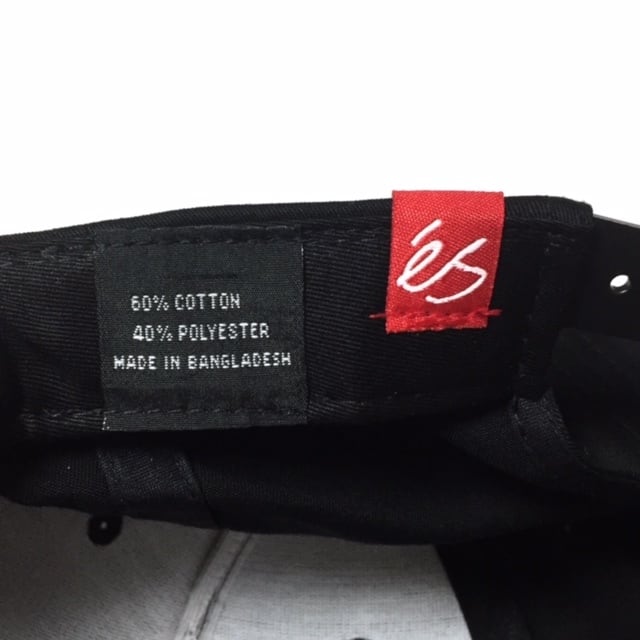 60% COTTON
40% POLYESTER
MADE IN BANGLADESH
éS